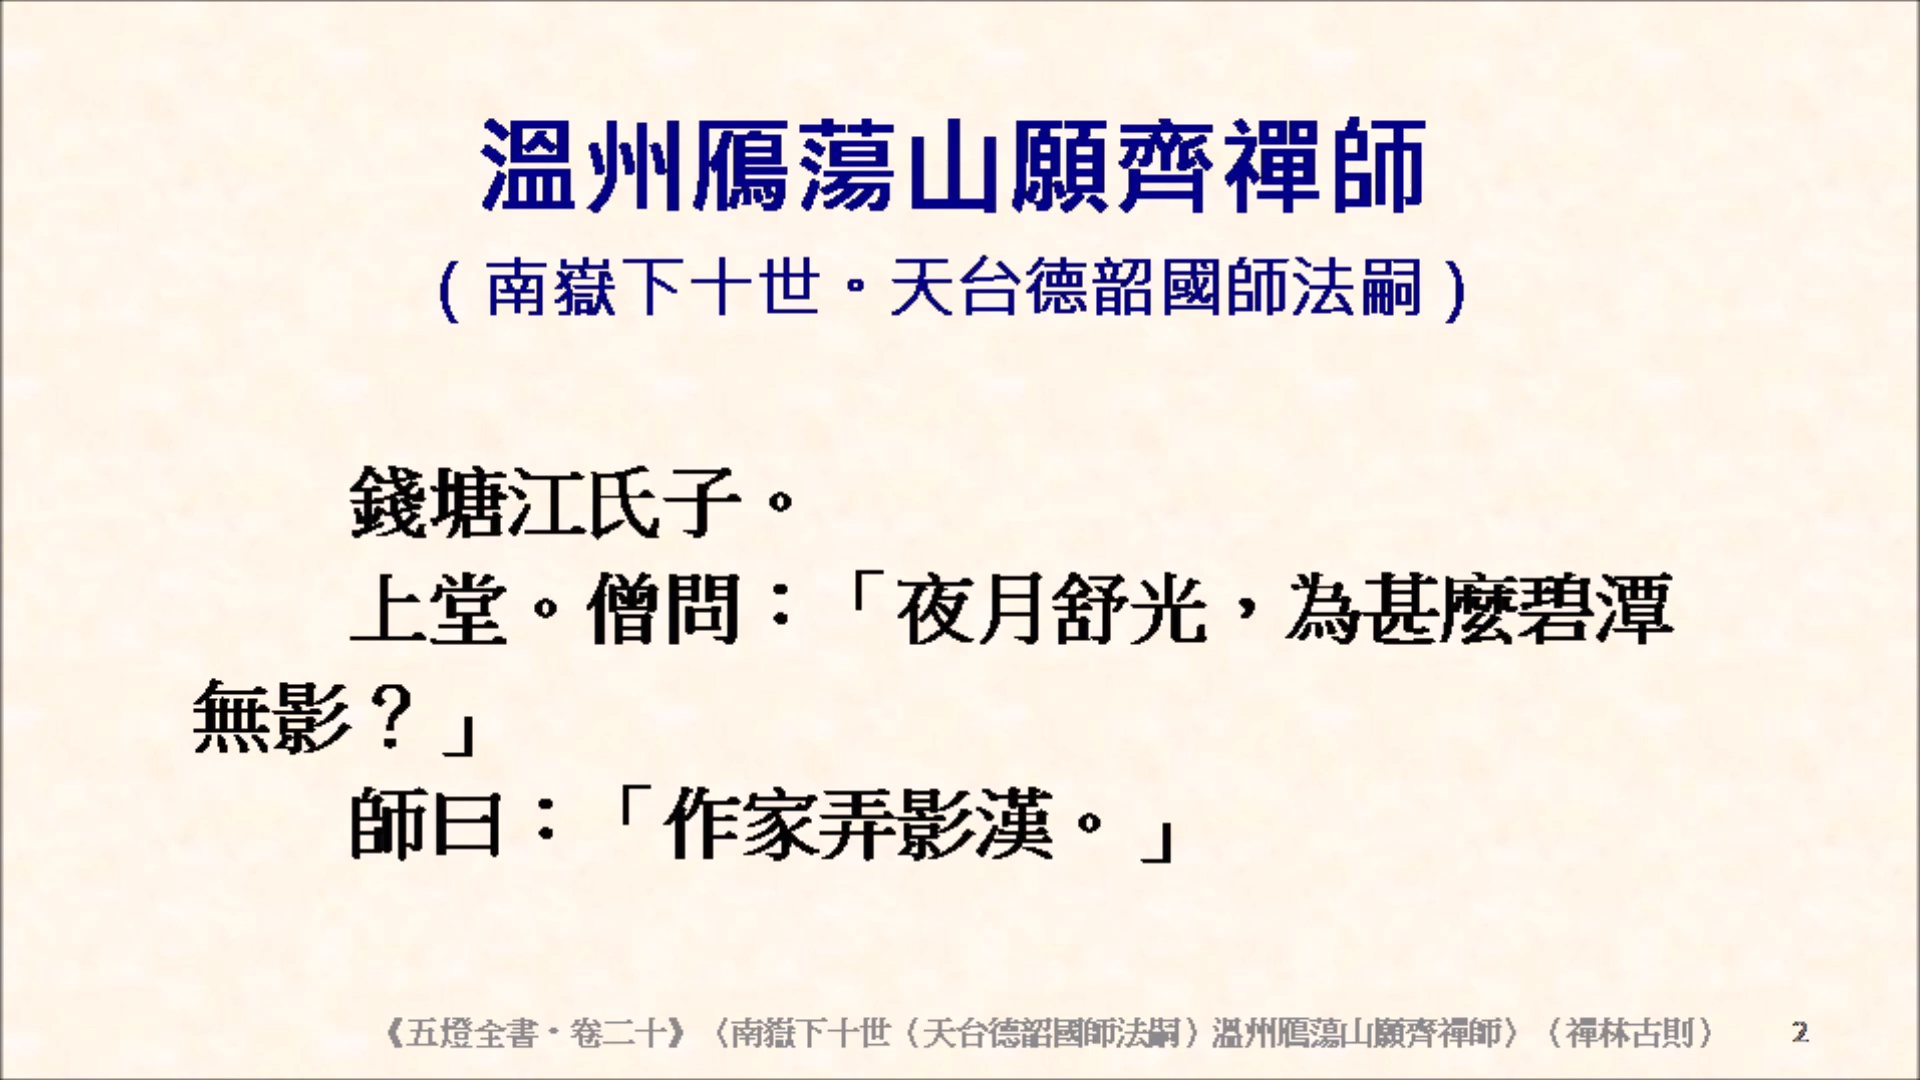 溫州鴈蕩山願齊禪師
（南嶽下十世。天台德韶國師法嗣）
錢塘江氏子。
上堂。僧問：「夜月舒光，為甚麼碧潭
無影？」
師曰：「作家弄影漢。」
《五燈全書‧卷二十》〈南嶽下十世（天台德韶國師法嗣）溫州鴈蕩山願齊禪師〉（禪林古則） 2